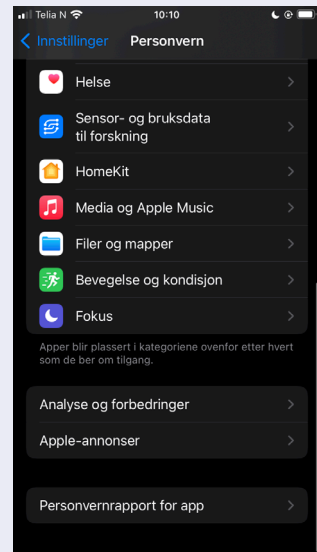 Telia N
10:10
Innstillinger
Personvern
Helse
Sensor- og bruksdata
til forskning
HomeKit
Media og Apple Music
Filer og mapper
Bevegelse og kondisjon
Fokus
Apper blir plassert i kategoriene ovenfor etter hvert
som de ber om tilgang.
Analyse og forbedringer
Apple-annonser
Personvernrapport for app